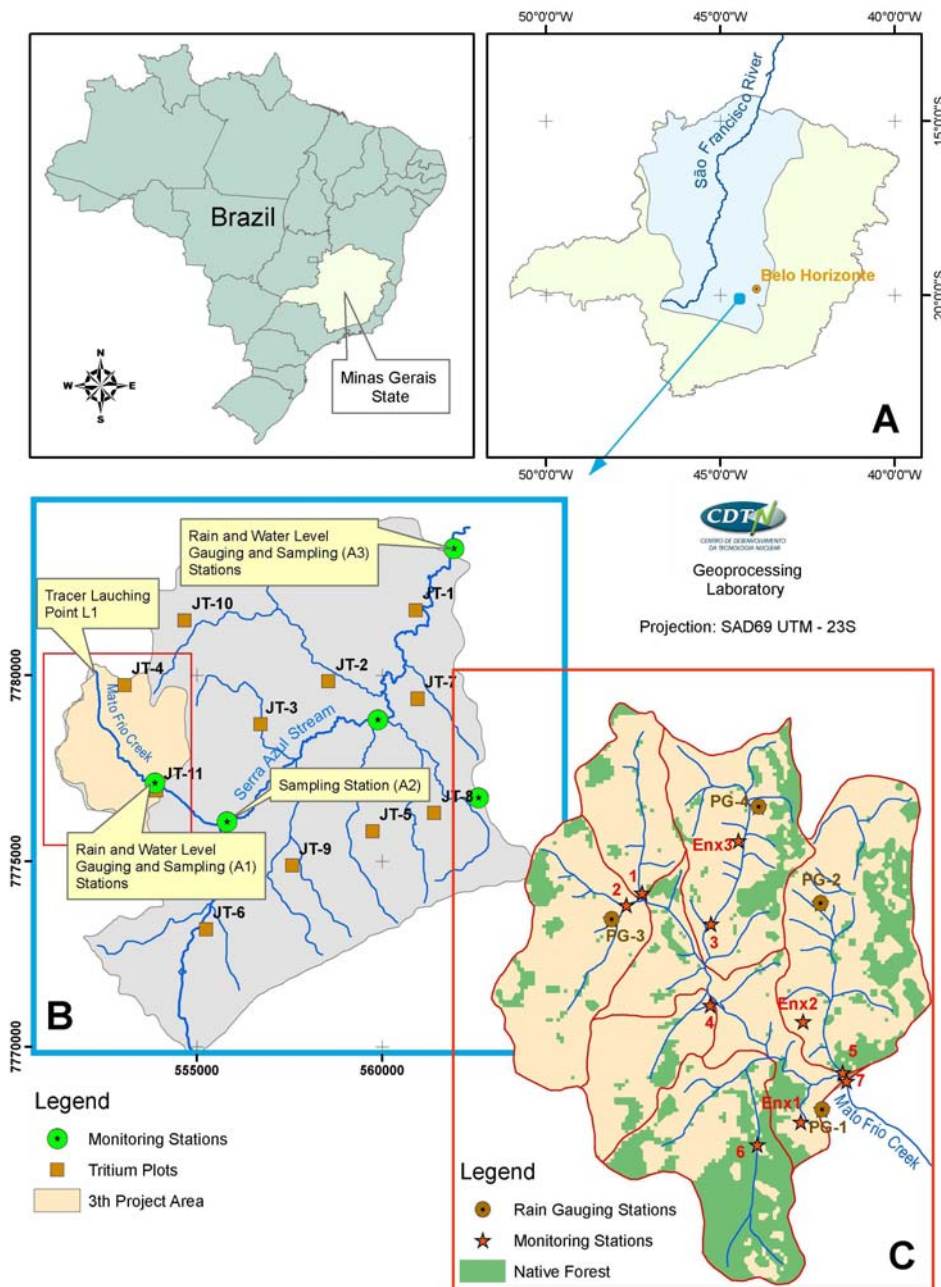 50°0'0"W
45°0'0"W
40°0'0"W
Brazil
Minas Gerais
State
N
W
E
S
São Francisco River
Belo Horizonte
15°0'0"S
20°0'0"S
A
50°0'0"W
45°0'0"W
40°0'0"W
Rain and Water Level
Gauging and Sampling (A3)
Stations
Tracer Lauching
Point L1
JT-10
JT-1
JT-4
JT-2
JT-7
JT-3
Mato Frio Creek
Serra Azul Stream
JT-11
Sampling Station (A2)
JT-8
JT-5
Rain and Water Level
Gauging and Sampling (A1)
Stations
JT-9
JT-6
B
7780000
7775000
7770000
555000
560000
Legend
Monitoring Stations
Tritium Plots
3th Project Area
CDTN
CENTRO DE DESENVOLVIMENTO
DA TECNOLOGIA NUCLEAR
Geoprocessing
Laboratory
Projection: SAD69 UTM - 23S
PG-4
Enx3
1
2
PG-2
PG-3
3
4
Enx2
5
7
Enx1
PG-1
Mato Frio Creek
6
Legend
Rain Gauging Stations
Monitoring Stations
Native Forest
C